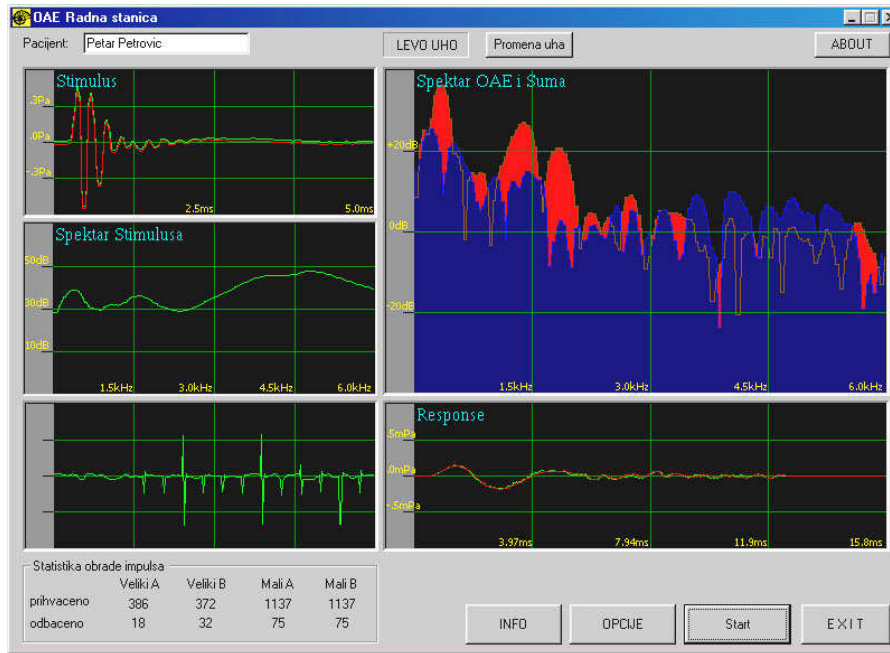 OAE Radna stanica
Pacijent: Petar Petrovic LEVO UHO Promena uha ABOUT
Stimulus
.3Pa
.0Pa
-.3Pa
2.5ms 5.0ms
Spektar Stimulusa
50dB
30dB
10dB
1.5kHz 3.0kHz 4.5kHz 6.0kHz
Spektar OAE i Suma
+20dB
0dB
-20dB
1.5kHz 3.0kHz 4.5kHz 6.0kHz
Response
.5mPa
.0mPa
-.5mPa
3.97ms 7.94ms 11.9ms 15.8ms
Statistika obrade impulsa
Veliki A Veliki B Mali A Mali B
prihvaceno 386 372 1137 1137
odbaceno 18 32 75 75
INFO OPCIJE Start EXIT